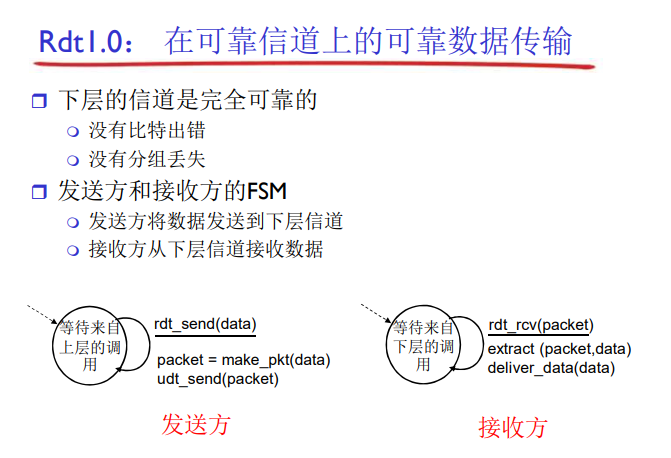 Rdt1.0： 在可靠信道上的可靠数据传输
下层的信道是完全可靠的
没有比特出错
没有分组丢失
发送方和接收方的FSM
发送方将数据发送到下层信道
接收方从下层信道接收数据
等待来自
上层的调
用
rdt_send(data)
packet = make_pkt(data)
udt_send(packet)
发送方
等待来自
下层的调
用
rdt_rcv(packet)
extract (packet,data)
deliver_data(data)
接收方